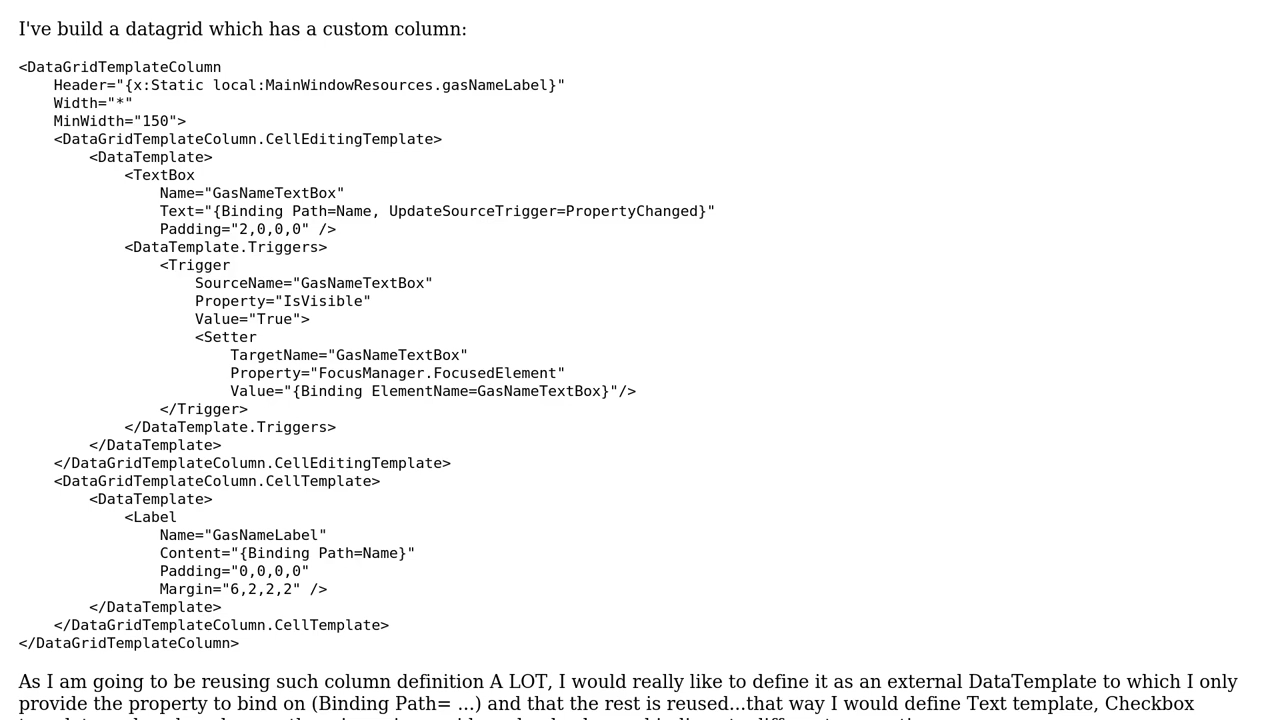 I've build a datagrid which has a custom column:
<DataGridTemplateColumn
    Header="{x:Static local:MainWindowResources.gasNameLabel}"
    Width="*"
    MinWidth="150">
    <DataGridTemplateColumn.CellEditingTemplate>
        <DataTemplate>
            <TextBox
                Name="GasNameTextBox"
                Text="{Binding Path=Name, UpdateSourceTrigger=PropertyChanged}"
                Padding="2,0,0,0" />
            <DataTemplate.Triggers>
                <Trigger
                    SourceName="GasNameTextBox"
                    Property="IsVisible"
                    Value="True">
                    <Setter
                        TargetName="GasNameTextBox"
                        Property="FocusManager.FocusedElement"
                        Value="{Binding ElementName=GasNameTextBox}"/>
                </Trigger>
            </DataTemplate.Triggers>
        </DataTemplate>
    </DataGridTemplateColumn.CellEditingTemplate>
    <DataGridTemplateColumn.CellTemplate>
        <DataTemplate>
            <Label
                Name="GasNameLabel"
                Content="{Binding Path=Name}"
                Padding="0,0,0,0"
                Margin="6,2,2,2" />
        </DataTemplate>
    </DataGridTemplateColumn.CellTemplate>
</DataGridTemplateColumn>
As I am going to be reusing such column definition A LOT, I would really like to define it as an external DataTemplate to which I only
provide the property to bind on (Binding Path= ...) and that the rest is reused...that way I would define Text template, Checkbox